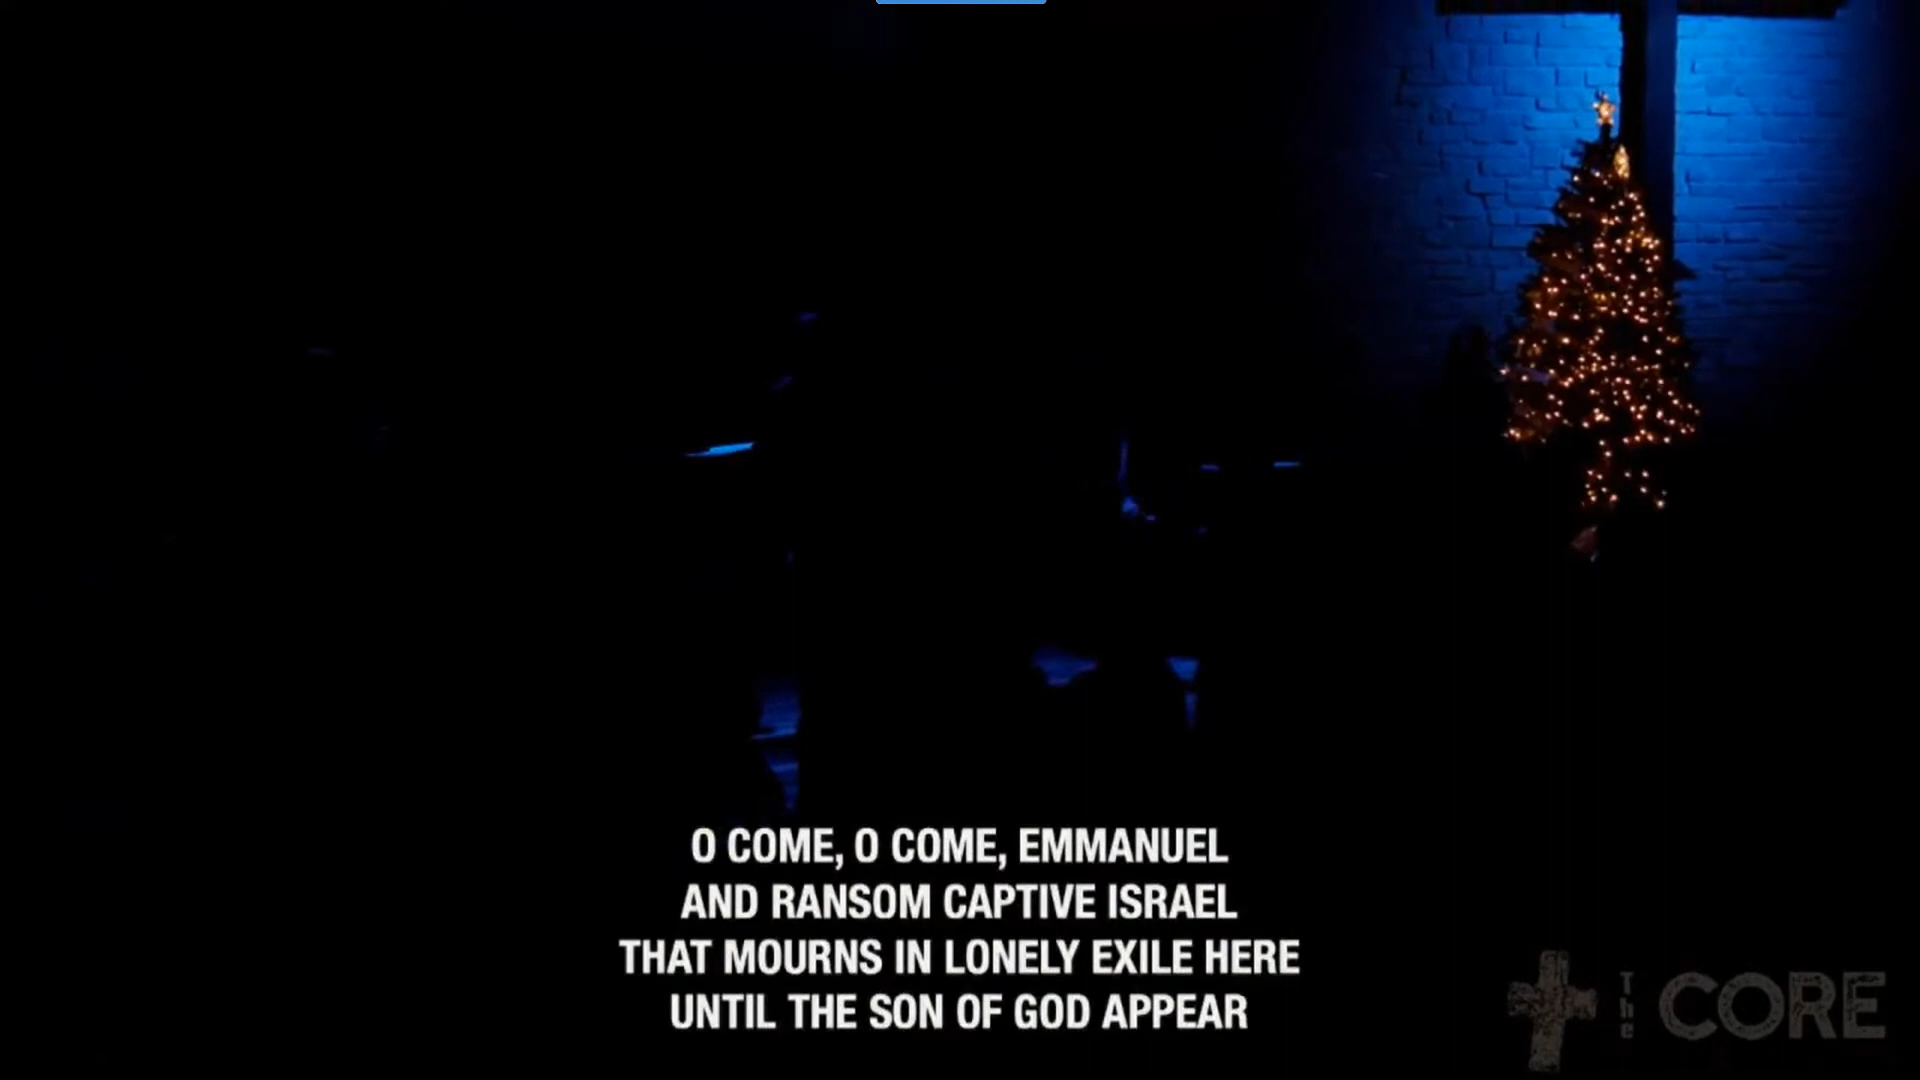 O COME, O COME, EMMANUEL
AND RANSOM CAPTIVE ISRAEL
THAT MOURNS IN LONELY EXILE HERE
UNTIL THE SON OF GOD APPEAR
The CORE